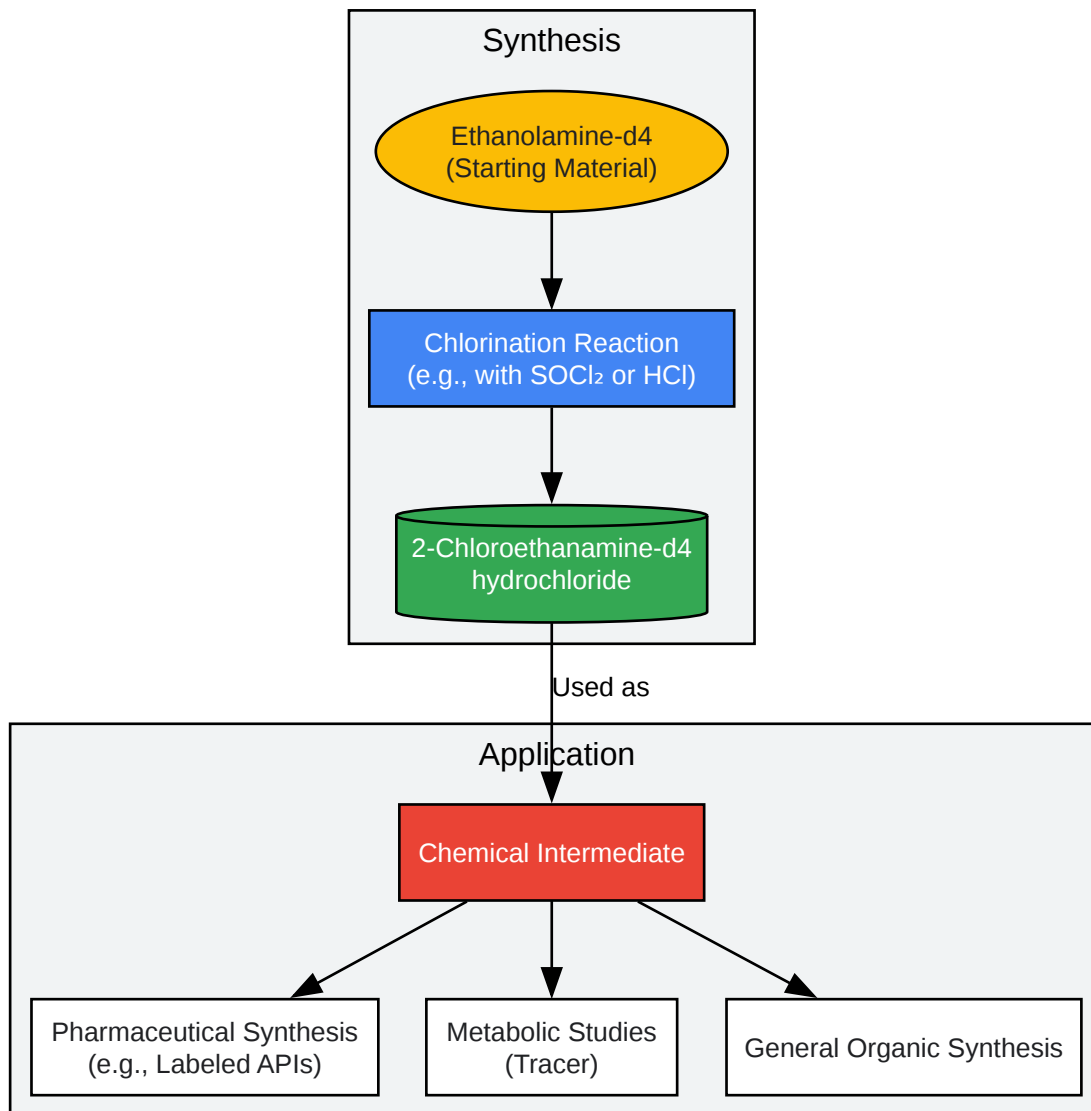 Synthesis
Ethanolamine-d4
(Starting Material)
Chlorination Reaction
(e.g., with SOCl₂ or HCl)
2-Chloroethanamine-d4
hydrochloride
Used as
Application
Chemical Intermediate
Pharmaceutical Synthesis
(e.g., Labeled APIs)
Metabolic Studies
(Tracer)
General Organic Synthesis